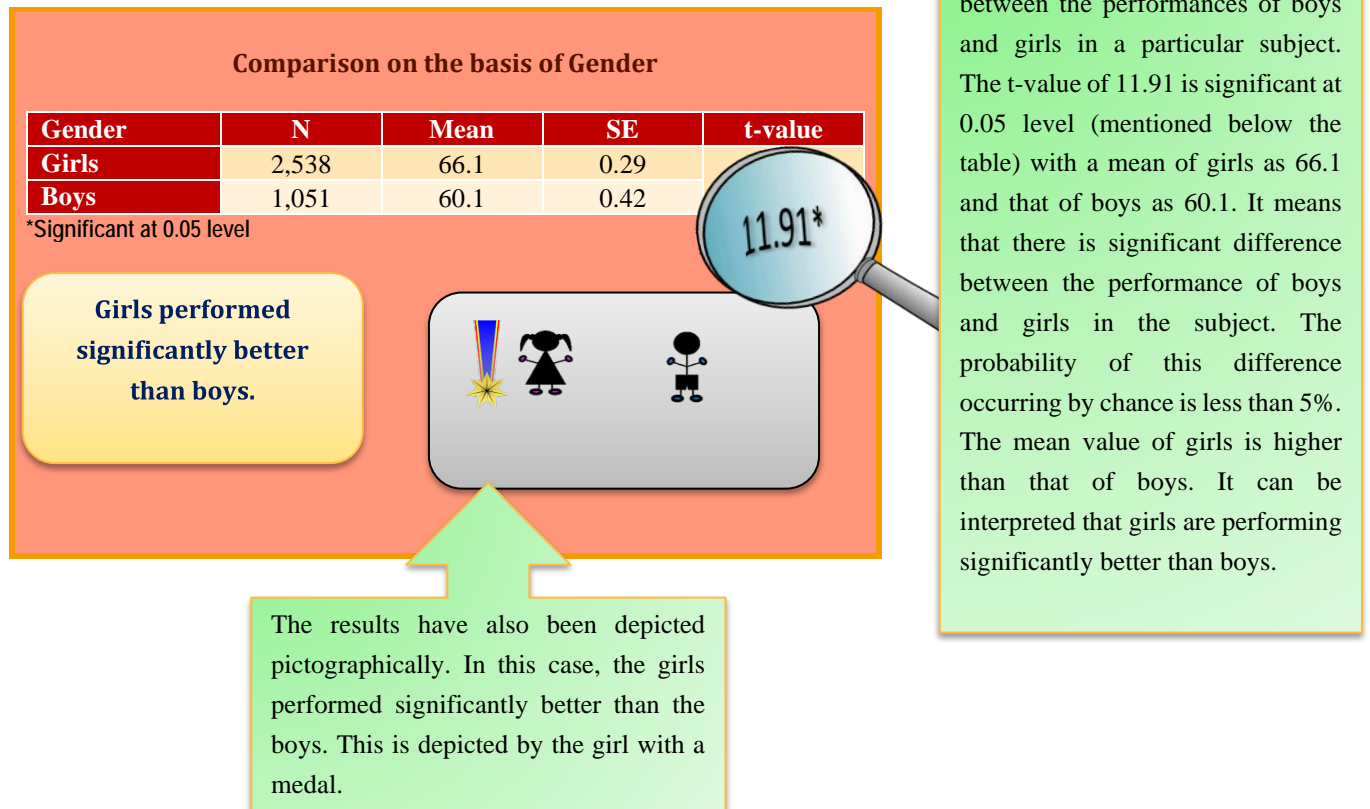 Comparison on the basis of Gender
Gender N Mean SE t-value
Girls 2,538 66.1 0.29
Boys 1,051 60.1 0.42
11.91*
*Significant at 0.05 level
Girls performed
significantly better
than boys.
The results have also been depicted
pictographically. In this case, the girls
performed significantly better than the
boys. This is depicted by the girl with a
medal.
between the performances of boys
and girls in a particular subject.
The t-value of 11.91 is significant at
0.05 level (mentioned below the
table) with a mean of girls as 66.1
and that of boys as 60.1. It means
that there is significant difference
between the performance of boys
and girls in the subject. The
probability of this difference
occurring by chance is less than 5%.
The mean value of girls is higher
than that of boys. It can be
interpreted that girls are performing
significantly better than boys.